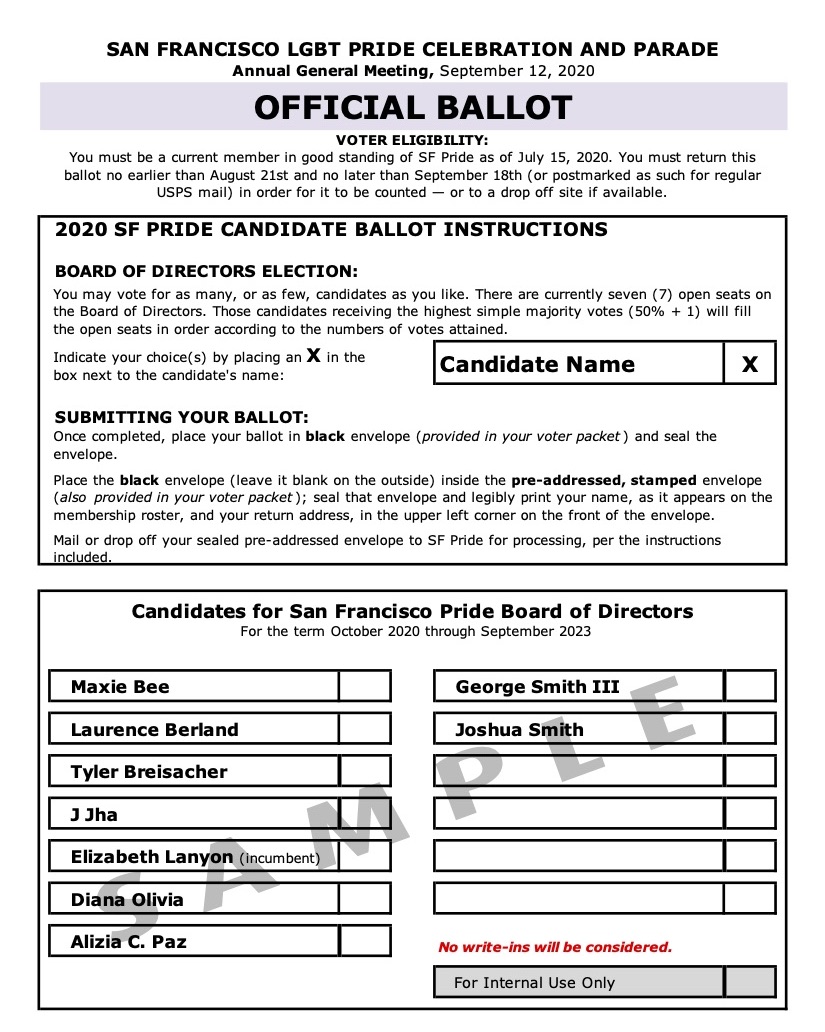 SAN FRANCISCO LGBT PRIDE CELEBRATION AND PARADE
Annual General Meeting, September 12, 2020
OFFICIAL BALLOT
VOTER ELIGIBILITY:
You must be a current member in good standing of SF Pride as of July 15, 2020. You must return this
ballot no earlier than August 21st and no later than September 18th (or postmarked as such for regular
USPS mail) in order for it to be counted — or to a drop off site if available.
2020 SF PRIDE CANDIDATE BALLOT INSTRUCTIONS
BOARD OF DIRECTORS ELECTION:
You may vote for as many, or as few, candidates as you like. There are currently seven (7) open seats on
the Board of Directors. Those candidates receiving the highest simple majority votes (50% + 1) will fill
the open seats in order according to the numbers of votes attained.
Indicate your choice(s) by placing an X in the
box next to the candidate's name:
Candidate Name X
SUBMITTING YOUR BALLOT:
Once completed, place your ballot in black envelope (provided in your voter packet) and seal the
envelope.
Place the black envelope (leave it blank on the outside) inside the pre-addressed, stamped envelope
(also provided in your voter packet); seal that envelope and legibly print your name, as it appears on the
membership roster, and your return address, in the upper left corner on the front of the envelope.
Mail or drop off your sealed pre-addressed envelope to SF Pride for processing, per the instructions
included.
Candidates for San Francisco Pride Board of Directors
For the term October 2020 through September 2023
Maxie Bee
Laurence Berland
Tyler Breisacher
J Jha
Elizabeth Lanyon (incumbent)
Diana Olivia
Alizia C. Paz
George Smith III
Joshua Smith
No write-ins will be considered.
For Internal Use Only
SAMPLE